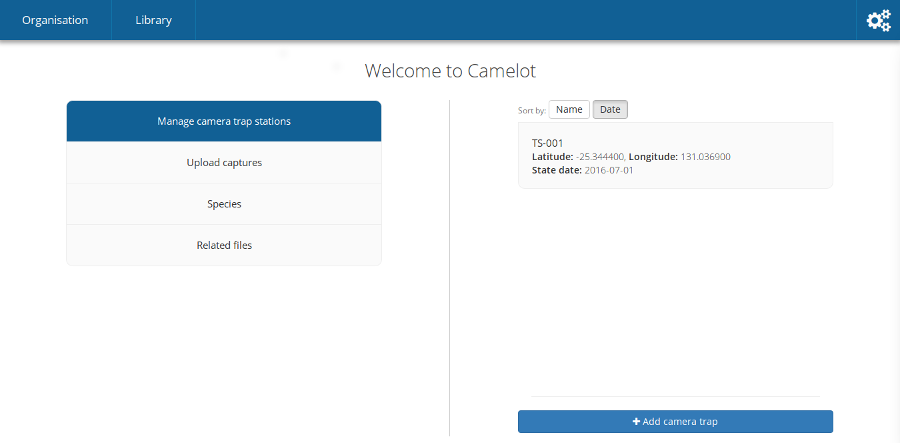 Organisation
Library
Welcome to Camelot
Manage camera trap stations
Upload captures
Species
Related files
Sort by: Name Date
TS-001
Latitude: -25.344400, Longitude: 131.036900
State date: 2016-07-01
Add camera trap